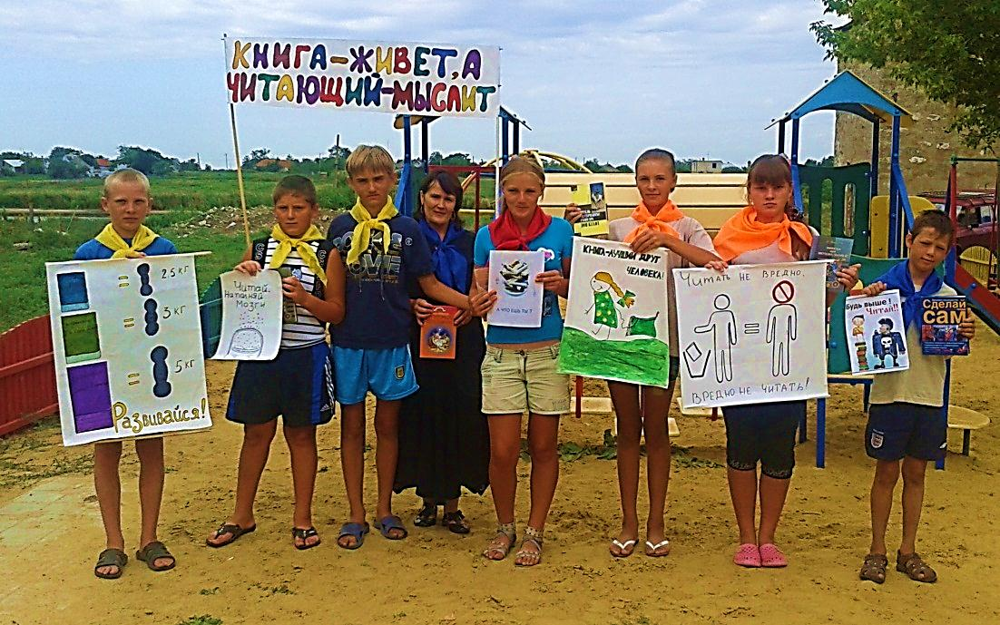 КНИГА-ЖИВЕТ, А
ЧИТАЮЩИЙ-МЫСЛИТ
= 2,5 кг
= 3 кг
= 5 кг
Развивайся!
Читай.
Наполняй
мозги
А ЧТО ЕШЬ ТЫ?
КНИГА-ЛУЧШИЙ ДРУГ
ЧЕЛОВЕКА!
Читать не вредно,
=
ВРЕДНО НЕ ЧИТАТЬ!
Будь выше!
Читай!!
Сделай
сам